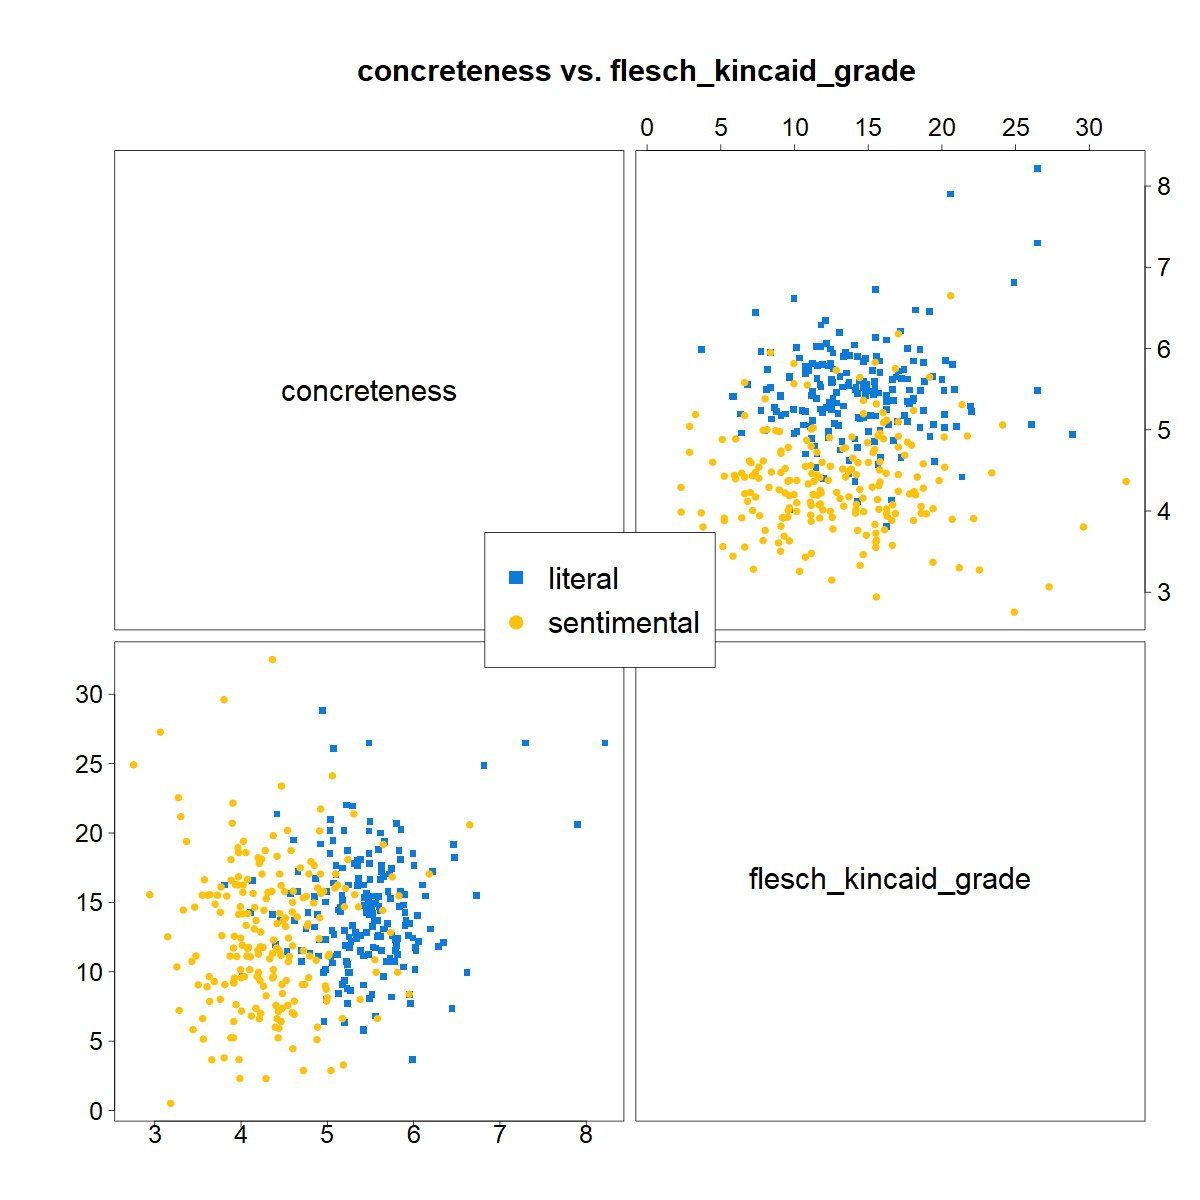 concreteness vs. flesch_kincaid_grade
0 5 10 15 20 25 30
concreteness
8
7
6
5
4
3
literal
sentimental
30
25
20
15
10
5
0
flesch_kincaid_grade
3 4 5 6 7 8